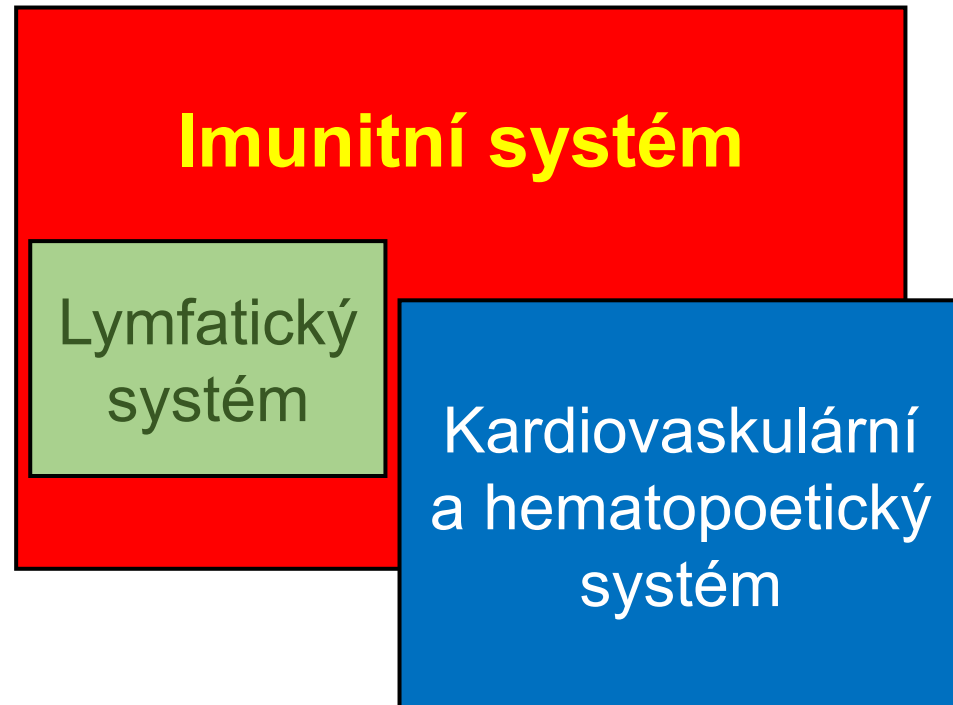 Imunitní systém
Lymfatický
systém
Kardiovaskulární
a hematopoetický
systém